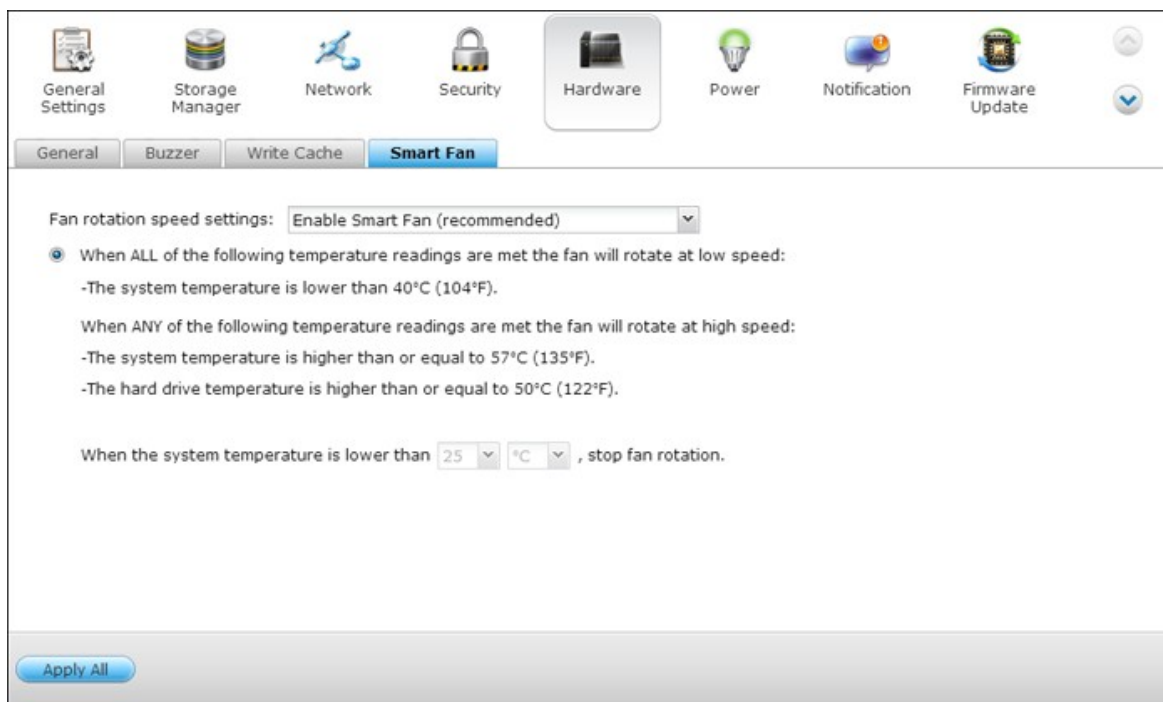 General Settings
Storage Manager
Network
Security
Hardware
Power
Notification
Firmware Update
General
Buzzer
Write Cache
Smart Fan
Fan rotation speed settings: Enable Smart Fan (recommended)
When ALL of the following temperature readings are met the fan will rotate at low speed:
-The system temperature is lower than 40°C (104°F).
When ANY of the following temperature readings are met the fan will rotate at high speed:
-The system temperature is higher than or equal to 57°C (135°F).
-The hard drive temperature is higher than or equal to 50°C (122°F).
When the system temperature is lower than 25 °C , stop fan rotation.
Apply All